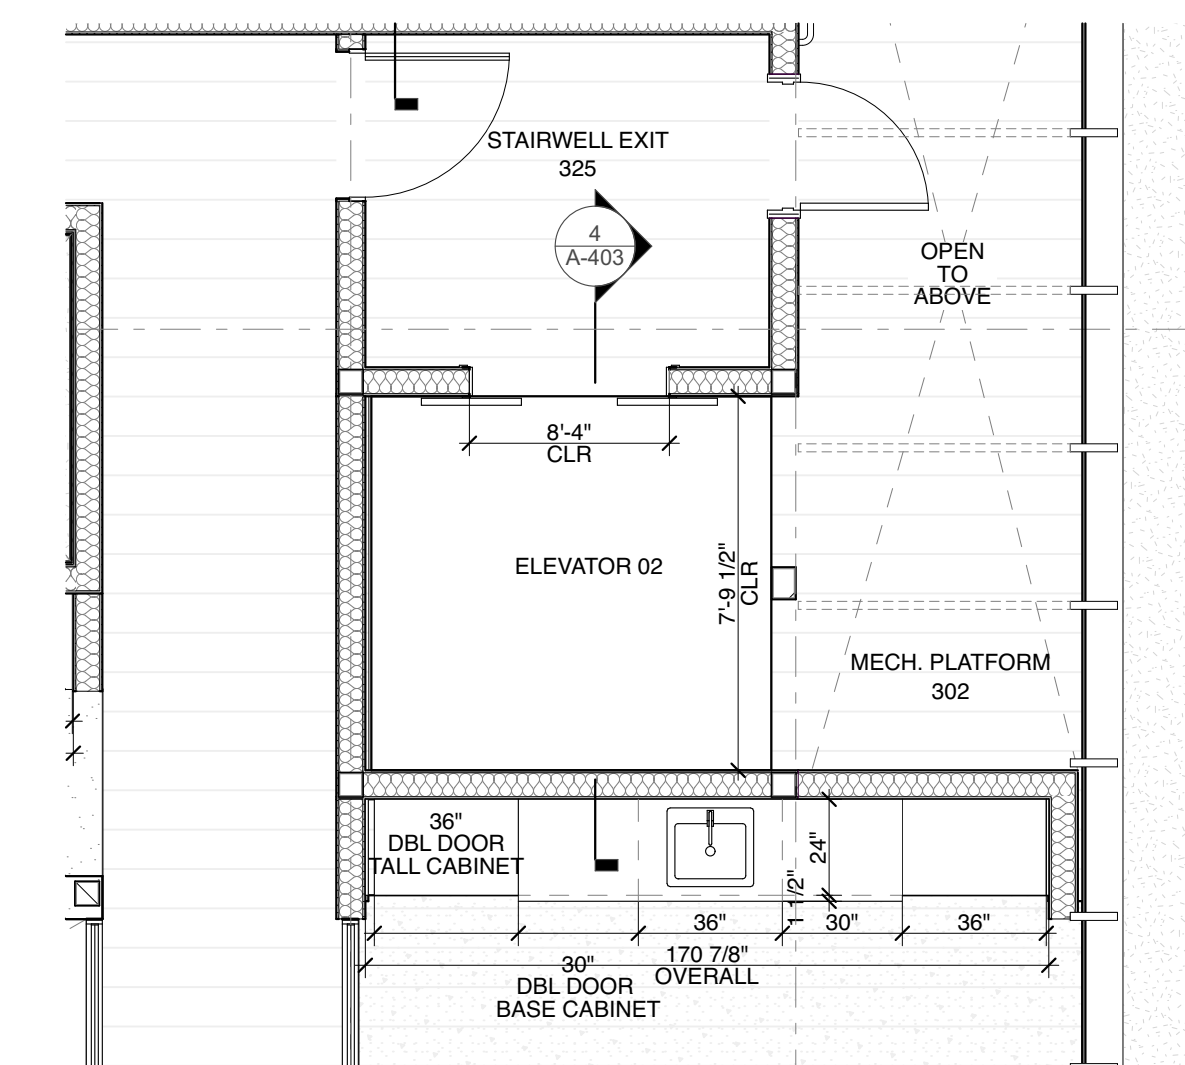 STAIRWELL EXIT
325
4
A-403
OPEN
TO
ABOVE
8'-4"
CLR
ELEVATOR 02
7'-9 1/2"
CLR
MECH. PLATFORM
302
36"
DBL DOOR
TALL CABINET
24"
1 1/2"
36"
30"
36"
170 7/8"
OVERALL
30"
DBL DOOR
BASE CABINET